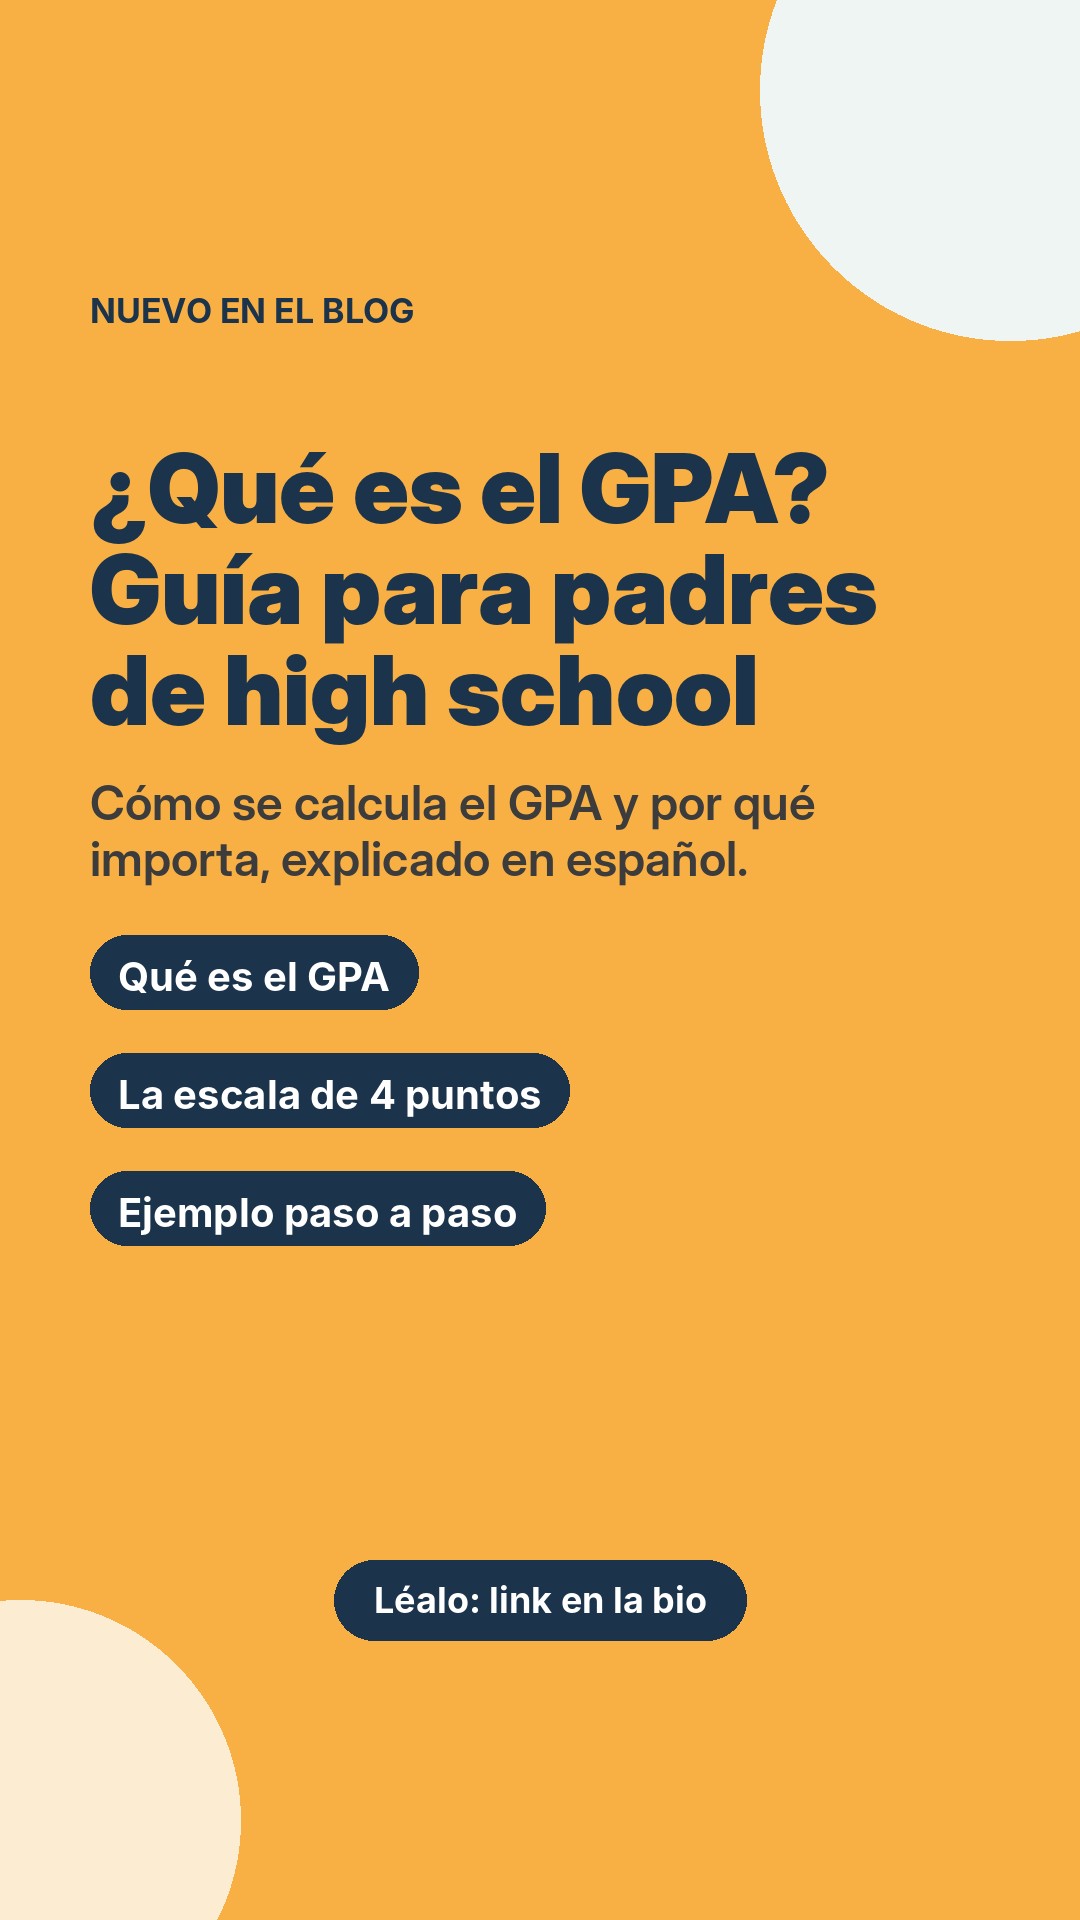 NUEVO EN EL BLOG
¿Qué es el GPA?
Guía para padres
de high school
Cómo se calcula el GPA y por qué
importa, explicado en español.
Qué es el GPA
La escala de 4 puntos
Ejemplo paso a paso
Léalo: link en la bio